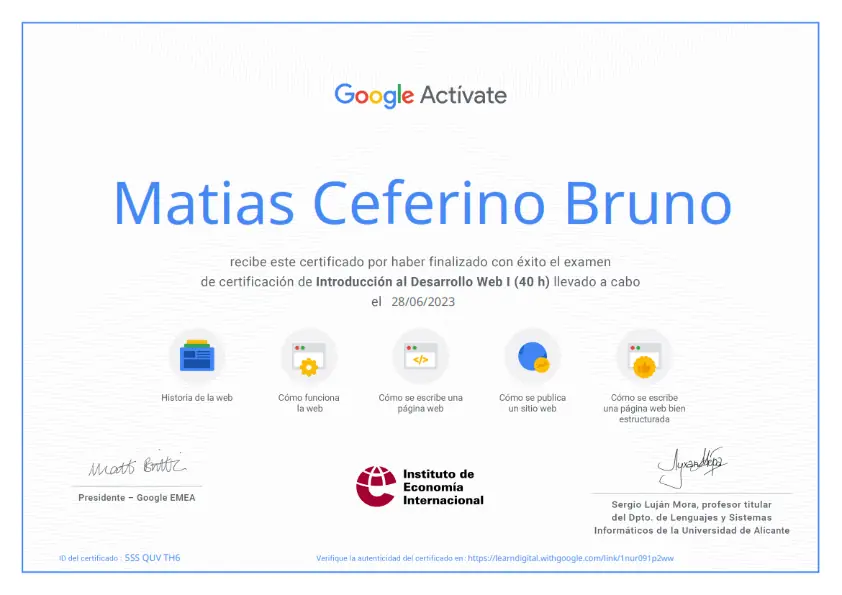 Google Actívate
Matias Ceferino Bruno
recibe este certificado por haber finalizado con éxito el examen
de certificación de Introducción al Desarrollo Web I (40 h) llevado a cabo
el 28/06/2023
Historia de la web
Cómo funciona
la web
Cómo se escribe una
página web
Cómo se publica
un sitio web
Cómo se escribe
una página web bien
estructurada
Matt Brittin
Presidente – Google EMEA
Instituto de
Economía
Internacional
Sergio Luján Mora, profesor titular
del Dpto. de Lenguajes y Sistemas
Informáticos de la Universidad de Alicante
ID del certificado : SSS QUV TH6
Verifique la autenticidad del certificado en: https://learndigital.withgoogle.com/link/1nur091p2ww